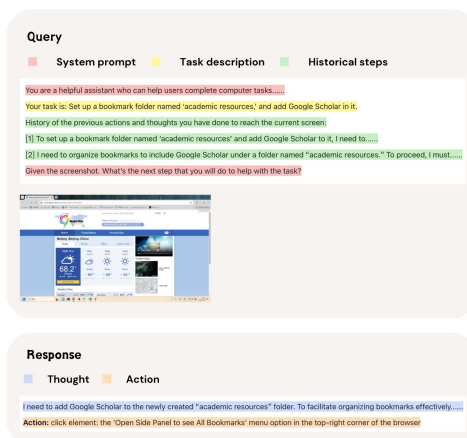 Query
System prompt Task description Historical steps
You are a helpful assistant who can help users complete computer tasks......
Your task is: Set up a bookmark folder named 'academic resources,' and add Google Scholar in it.
History of the previous actions and thoughts you have done to reach the current screen:
[1] To set up a bookmark folder named 'academic resources' and add Google Scholar to it, I need to......
[2] I need to organize bookmarks to include Google Scholar under a folder named "academic resources." To proceed, I must......
Given the screenshot. What's the next step that you will do to help with the task?
Beijing, Beijing, China
68.2°
Response
Thought Action
I need to add Google Scholar to the newly created "academic resources" folder. To facilitate organizing bookmarks effectively......
Action: click element: the 'Open Side Panel to see All Bookmarks' menu option in the top-right corner of the browser